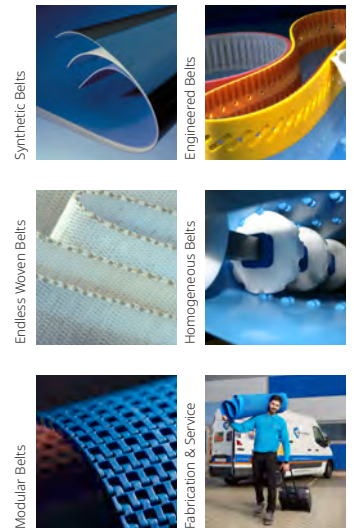 Synthetic Belts
Engineered Belts
Endless Woven Belts
Homogeneous Belts
Modular Belts
Fabrication & Service